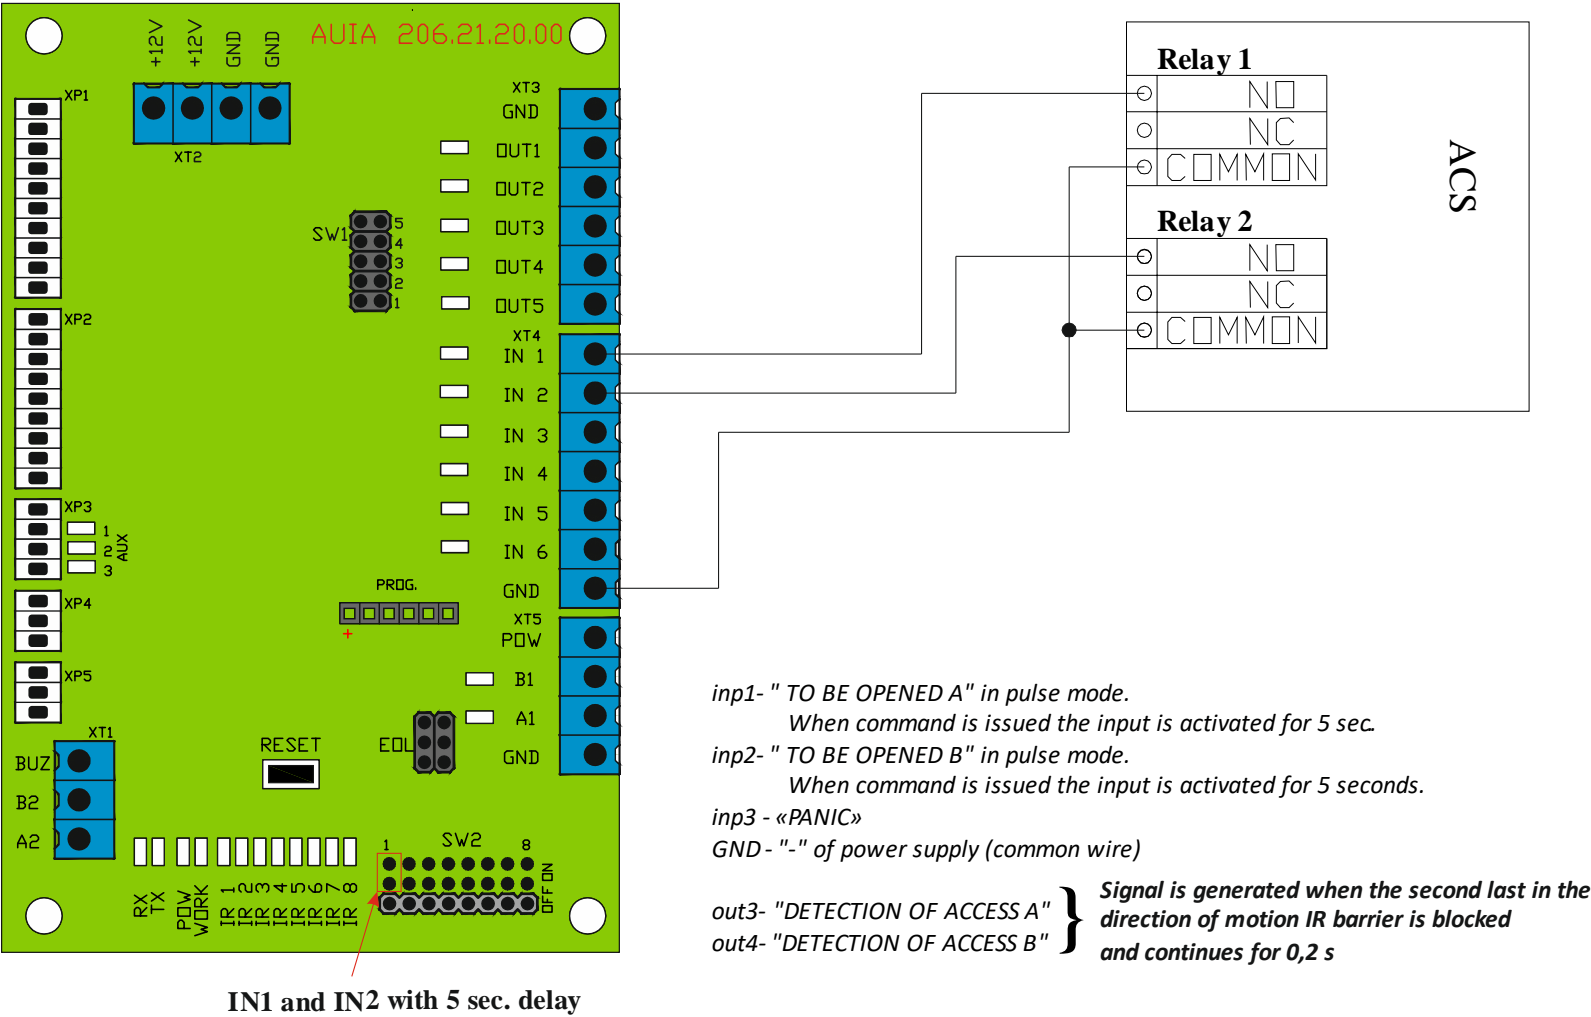 AUIA 206.21.20.00
+12V
+12V
GND
GND
XT2
XP1
XP2
XP3
1
2
3
AUX
XP4
XP5
XT1
BUZ
B2
A2
SW1
5
4
3
2
1
XT3
GND
OUT1
OUT2
OUT3
OUT4
OUT5
XT4
IN 1
IN 2
IN 3
IN 4
IN 5
IN 6
GND
XT5
POW
B1
A1
GND
PROG.
+
RESET
EOL
RX
TX
POW
WORK
IR 1
IR 2
IR 3
IR 4
IR 5
IR 6
IR 7
IR 8
SW2
1
8
OFF ON
IN1 and IN2 with 5 sec. delay
Relay 1
NO
NC
COMMON
Relay 2
NO
NC
COMMON
ACS
inp1- " TO BE OPENED A" in pulse mode.
When command is issued the input is activated for 5 sec.
inp2- " TO BE OPENED B" in pulse mode.
When command is issued the input is activated for 5 seconds.
inp3 - «PANIC»
GND - "-" of power supply (common wire)
out3- "DETECTION OF ACCESS A"
out4- "DETECTION OF ACCESS B"
}
Signal is generated when the second last in the
direction of motion IR barrier is blocked
and continues for 0,2 s